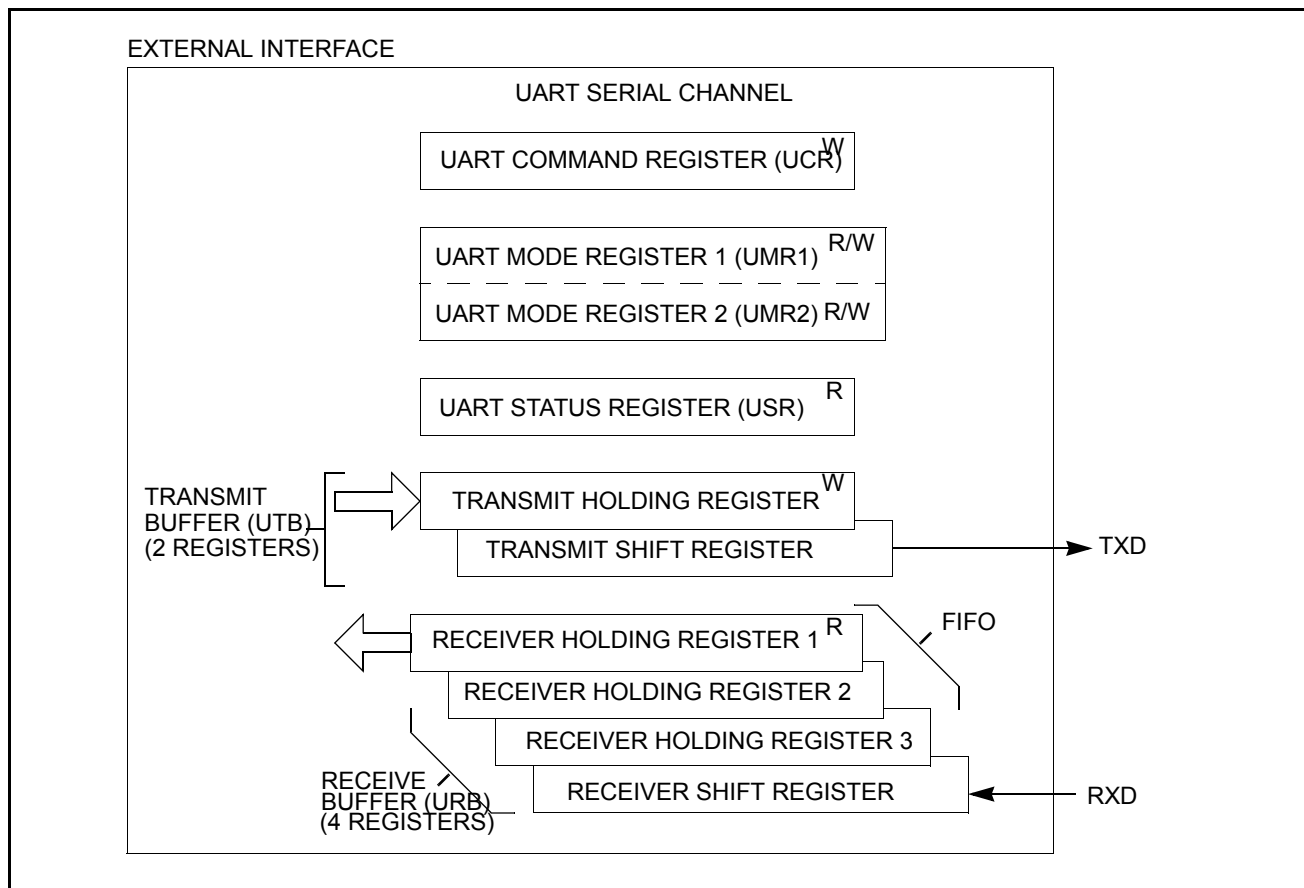 EXTERNAL INTERFACE
UART SERIAL CHANNEL
UART COMMAND REGISTER (UCR) W
UART MODE REGISTER 1 (UMR1) R/W
UART MODE REGISTER 2 (UMR2) R/W
UART STATUS REGISTER (USR) R
TRANSMIT
BUFFER (UTB)
(2 REGISTERS)
TRANSMIT HOLDING REGISTER W
TRANSMIT SHIFT REGISTER
TXD
RECEIVER HOLDING REGISTER 1 R
FIFO
RECEIVER HOLDING REGISTER 2
RECEIVER HOLDING REGISTER 3
RECEIVE
BUFFER (URB)
(4 REGISTERS)
RECEIVER SHIFT REGISTER
RXD